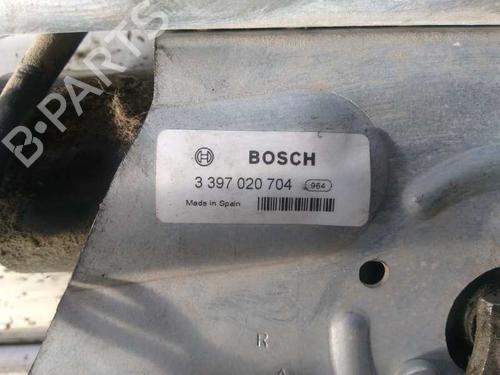 B-PARTS
BOSCH
3 397 020 704 964
Made in Spain
R